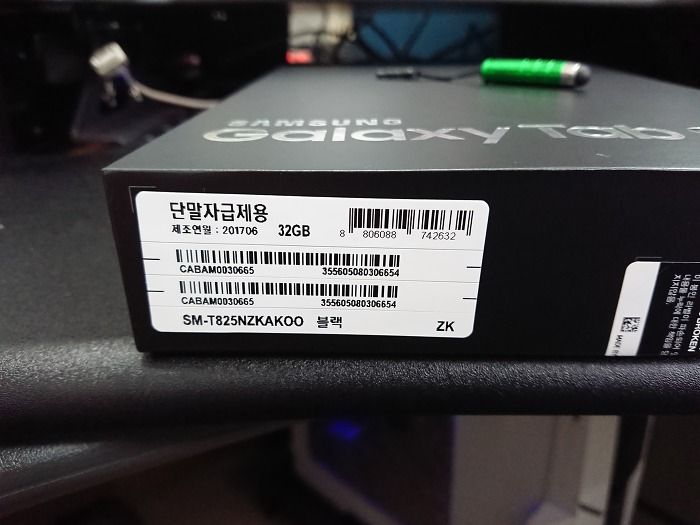 SAMSUNG
Galaxy Tab
단말자급제용
제조연월 : 201706 32GB
8 806088 742632
CABAM0030665 355605080306654
CABAM0030665 355605080306654
SM-T825NZKAKOO 블랙 ZK
BROKEN